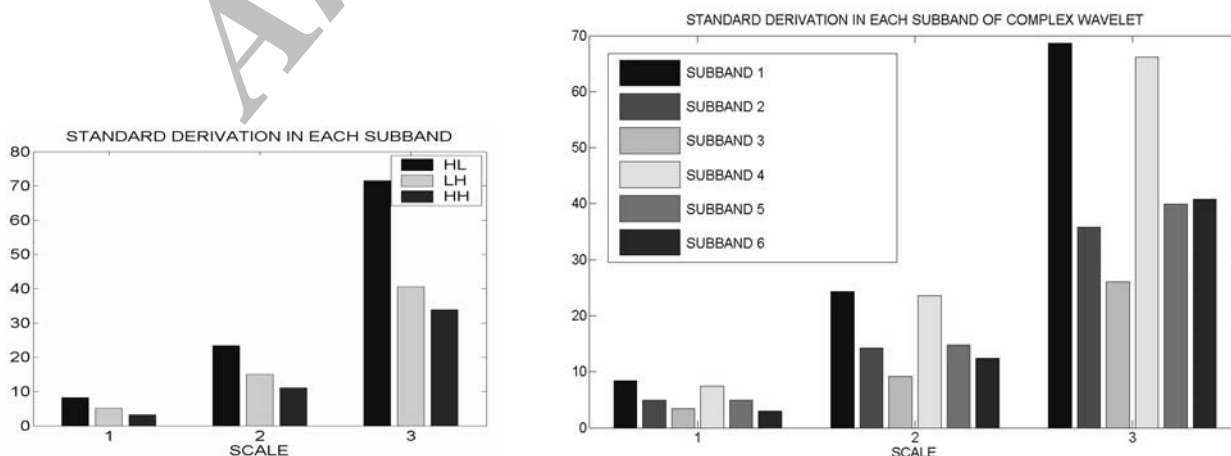 STANDARD DERIVATION IN EACH SUBBAND
80
70
60
50
40
30
20
10
0
HL
LH
HH
1 2 3
SCALE
STANDARD DERIVATION IN EACH SUBBAND OF COMPLEX WAVELET
70
60
50
40
30
20
10
0
SUBBAND 1
SUBBAND 2
SUBBAND 3
SUBBAND 4
SUBBAND 5
SUBBAND 6
1 2 3
SCALE